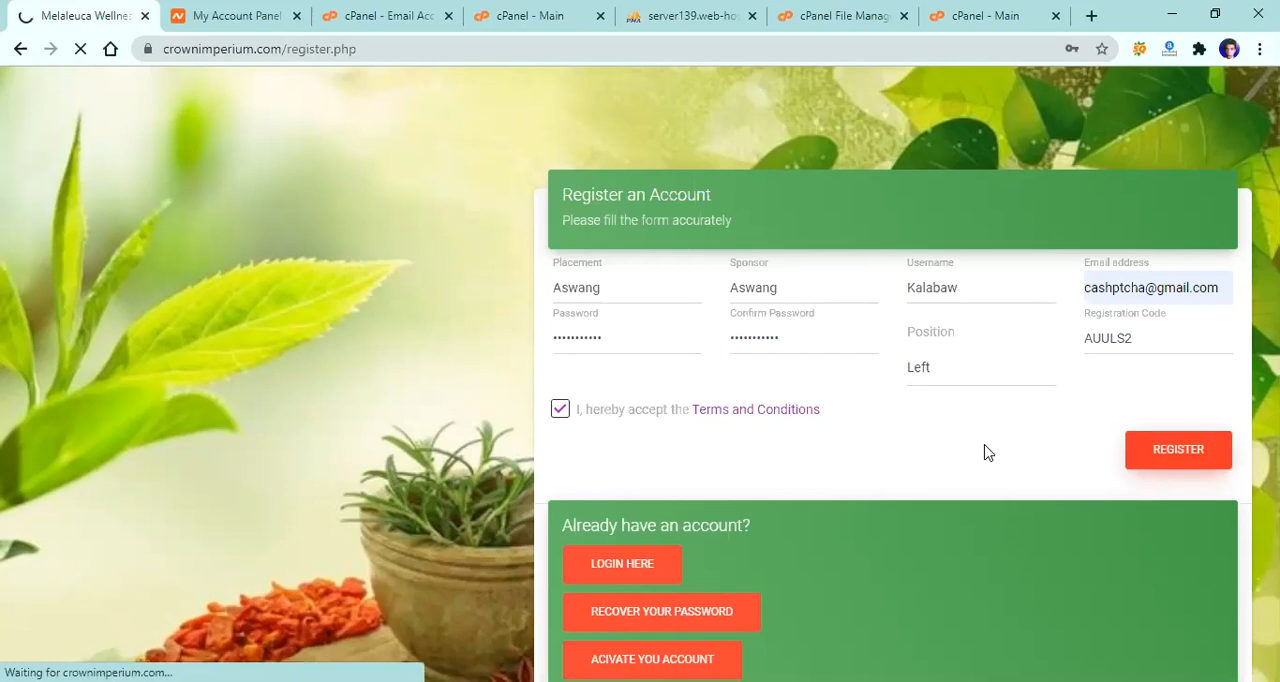 Melaleuca Wellne
My Account Panel
cPanel - Email Acc
cPanel - Main
server139.web-ho
cPanel File Manag
cPanel - Main
crownimperium.com/register.php
Register an Account
Please fill the form accurately
Placement Sponsor Username Email address
Aswang Aswang Kalabaw cashptcha@gmail.com
Password Confirm Password Position Registration Code
••••••••••• ••••••••••• Left AUULS2
I, hereby accept the Terms and Conditions
REGISTER
Already have an account?
LOGIN HERE
RECOVER YOUR PASSWORD
ACIVATE YOU ACCOUNT
Waiting for crownimperium.com...